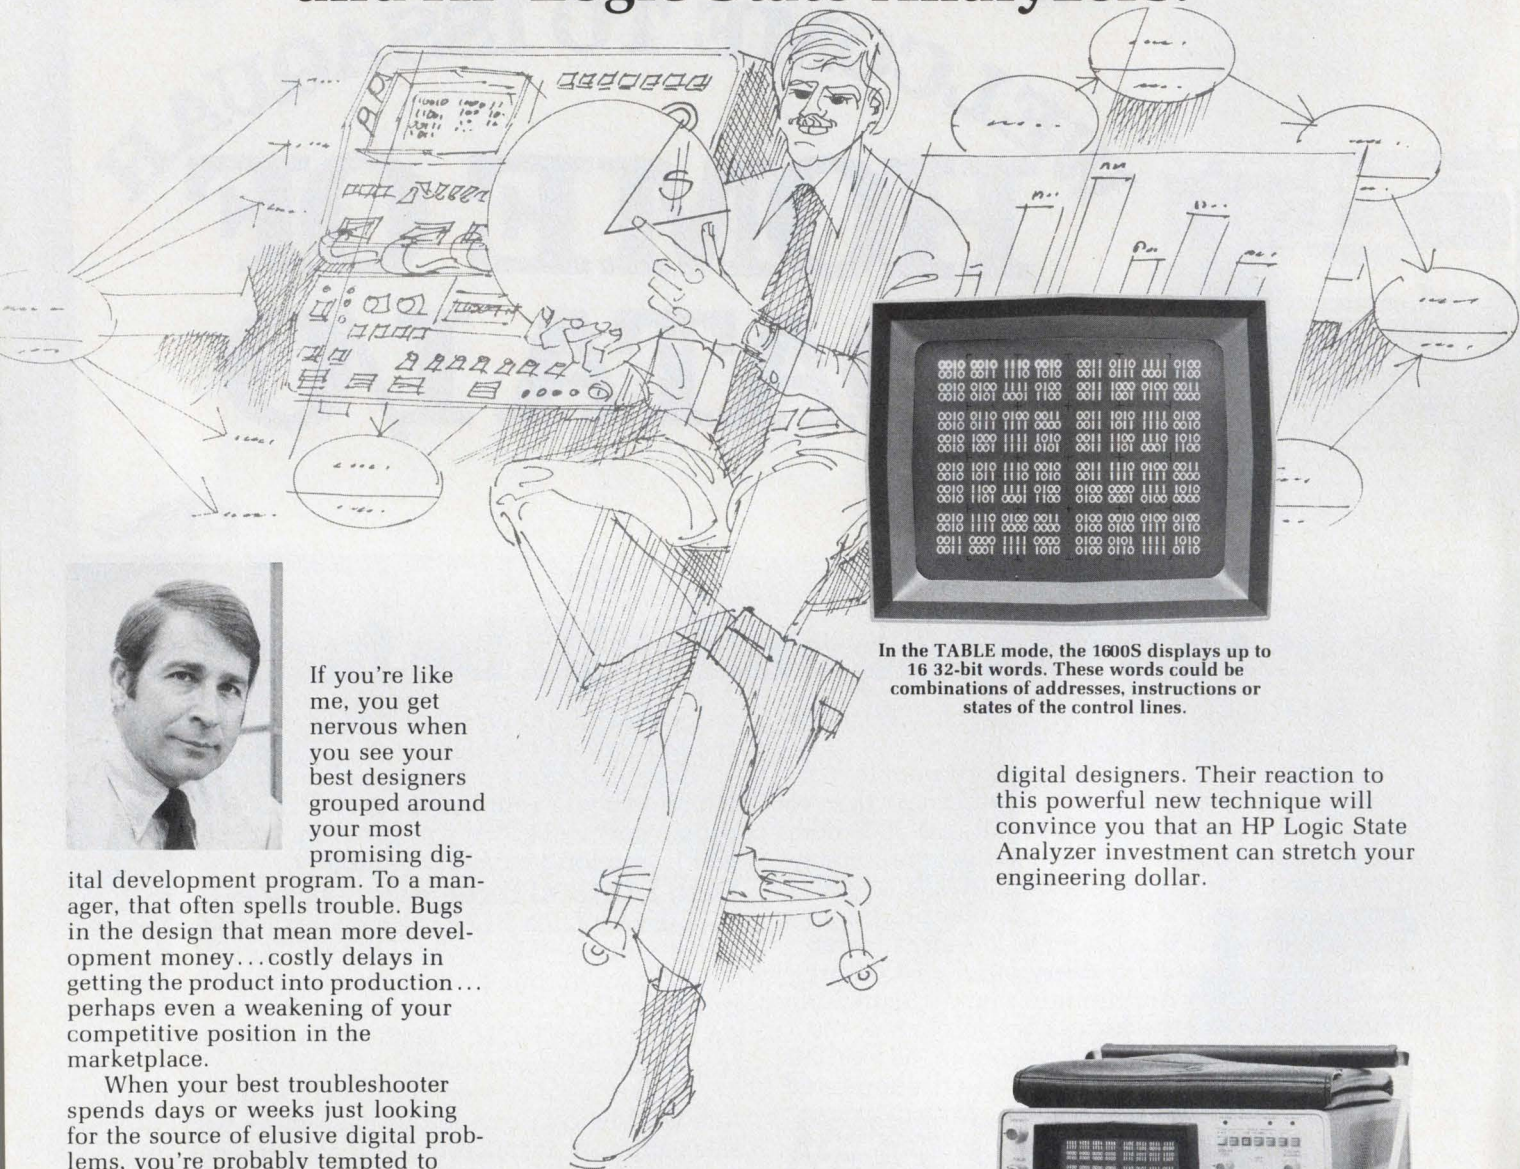 and HP Logic State Analyzers.
$
In the TABLE mode, the 1600S displays up to
16 32-bit words. These words could be
combinations of addresses, instructions or
states of the control lines.
If you're like
me, you get
nervous when
you see your
best designers
grouped around
your most
promising dig-
ital development program. To a man-
ager, that often spells trouble. Bugs
in the design that mean more devel-
opment money...costly delays in
getting the product into production...
perhaps even a weakening of your
competitive position in the
marketplace.
When your best troubleshooter
spends days or weeks just looking
for the source of elusive digital prob-
lems, you're probably tempted to
digital designers. Their reaction to
this powerful new technique will
convince you that an HP Logic State
Analyzer investment can stretch your
engineering dollar.